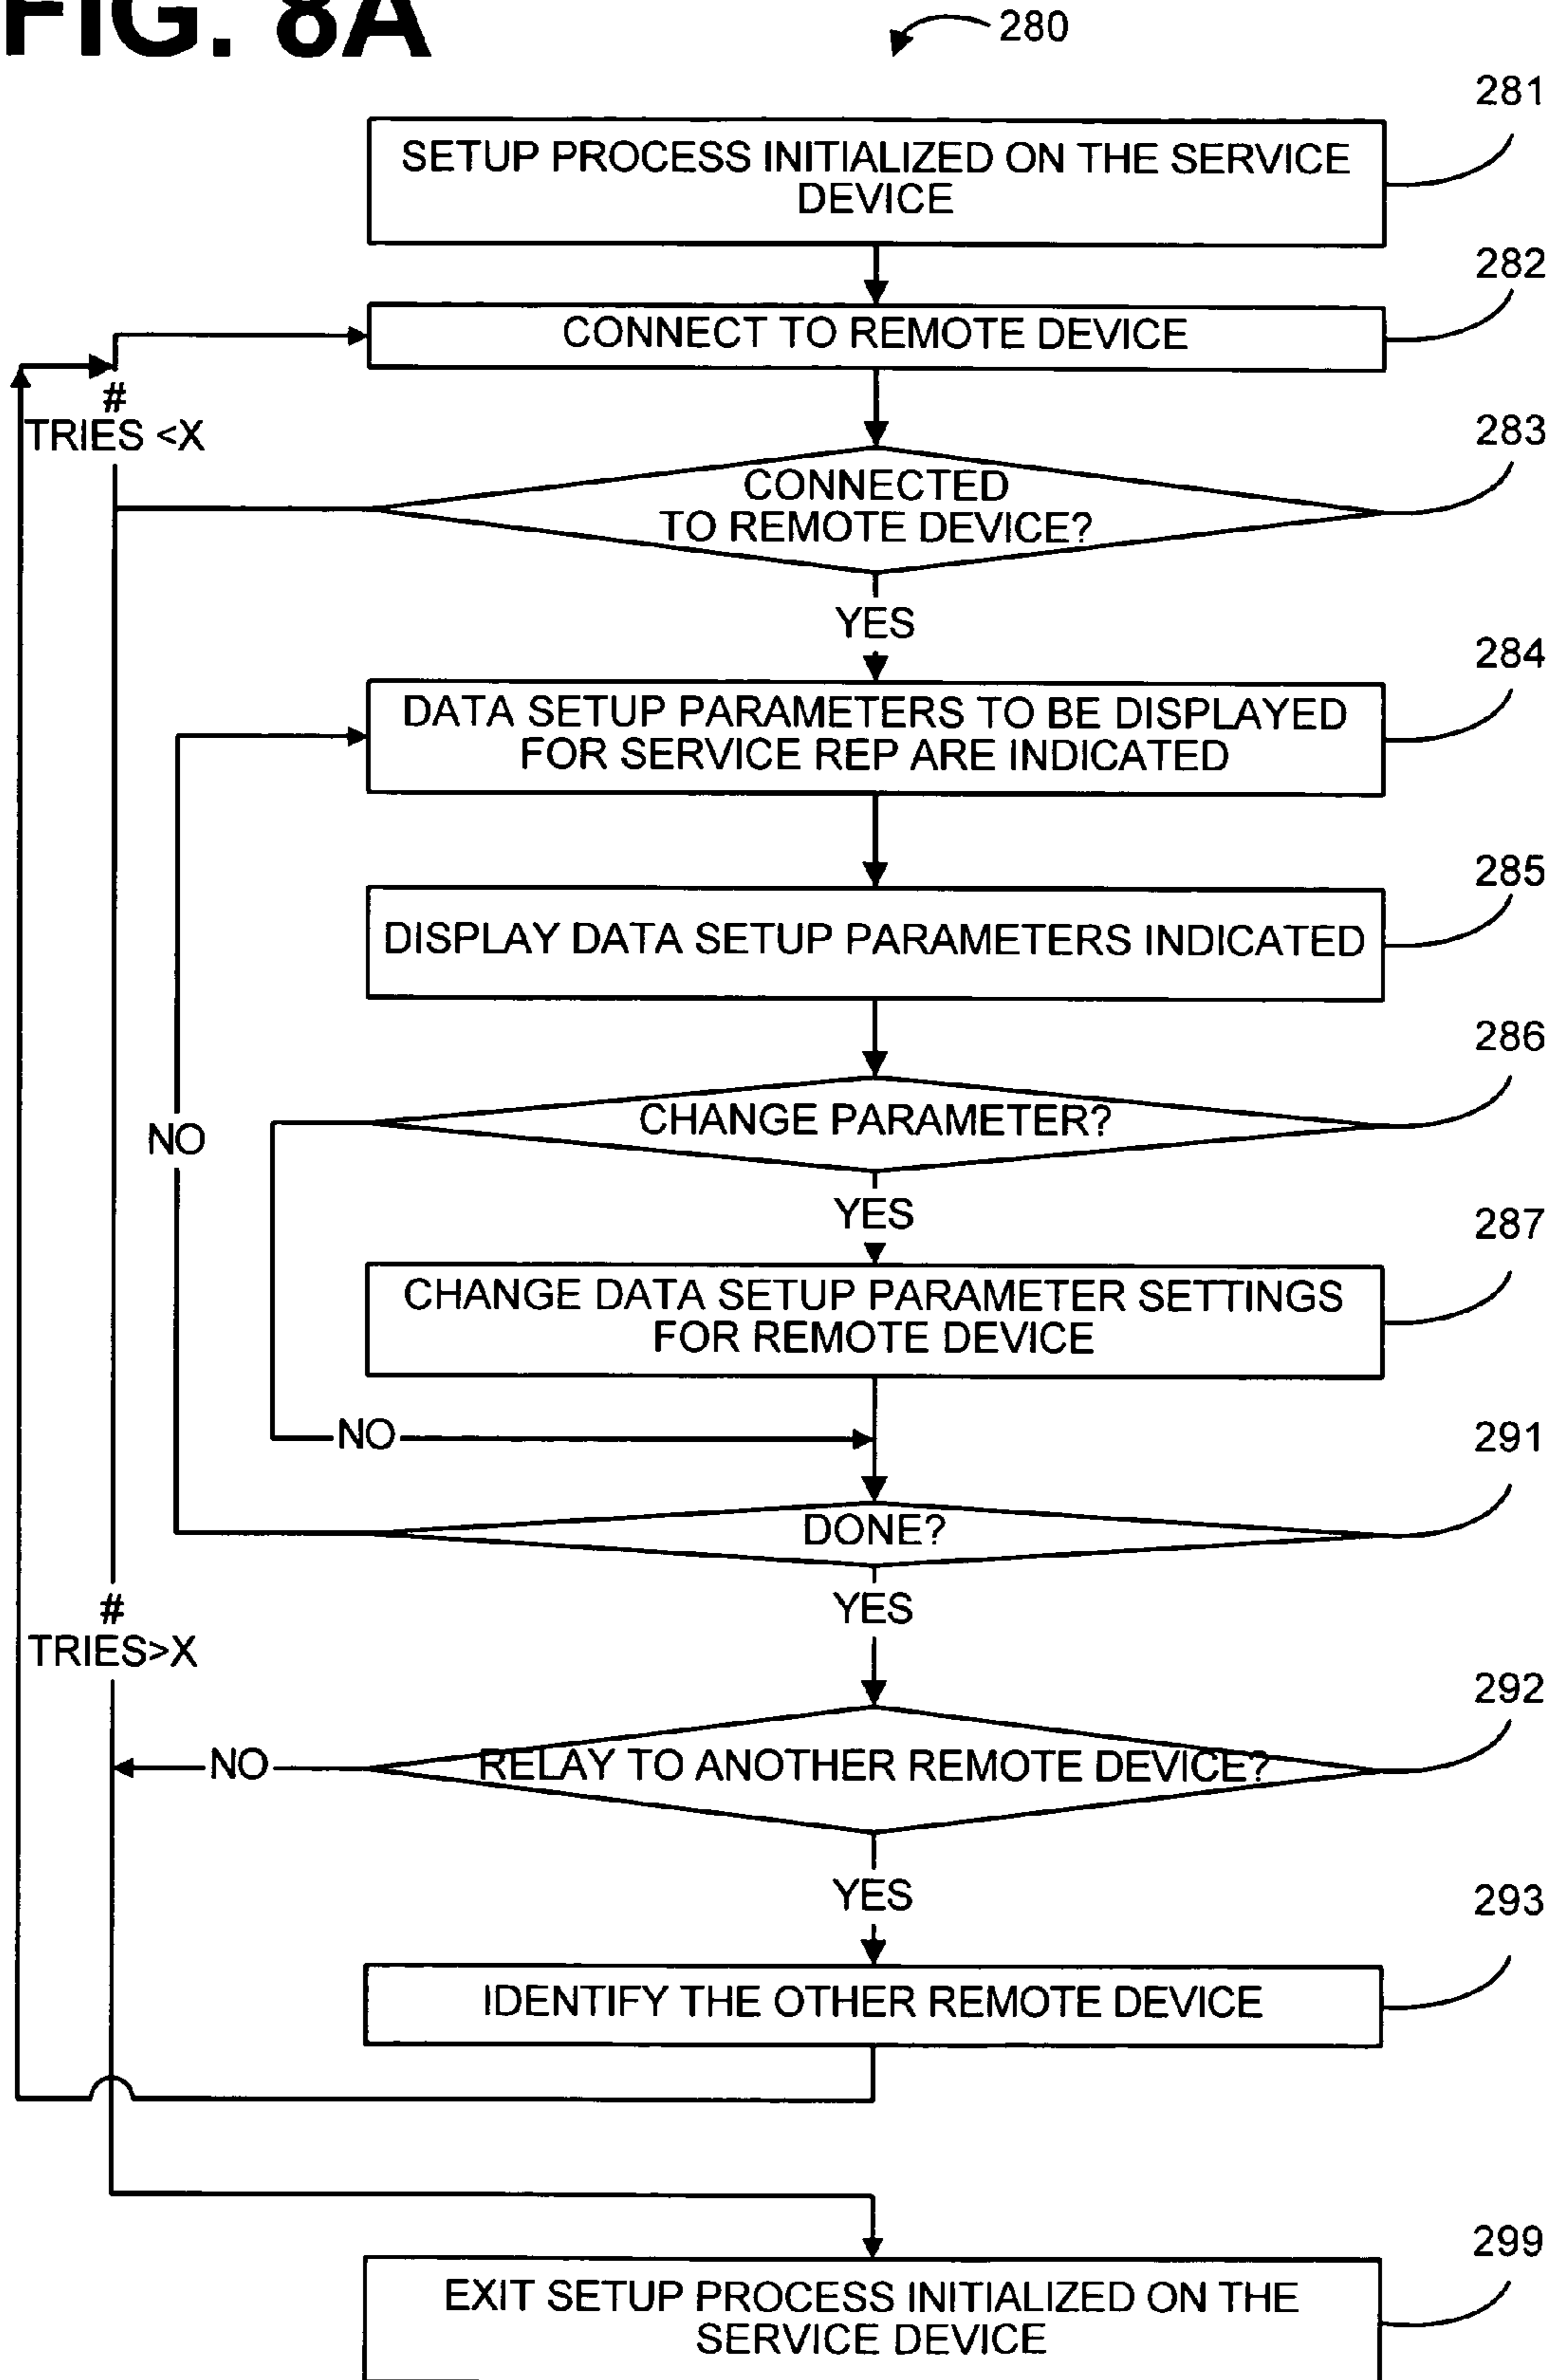 FIG. 8A
280
281
SETUP PROCESS INITIALIZED ON THE SERVICE
DEVICE
282
CONNECT TO REMOTE DEVICE
#
TRIES <X
283
CONNECTED
TO REMOTE DEVICE?
YES
284
DATA SETUP PARAMETERS TO BE DISPLAYED
FOR SERVICE REP ARE INDICATED
285
DISPLAY DATA SETUP PARAMETERS INDICATED
286
CHANGE PARAMETER?
NO
YES
287
CHANGE DATA SETUP PARAMETER SETTINGS
FOR REMOTE DEVICE
NO
291
DONE?
YES
#
TRIES>X
292
RELAY TO ANOTHER REMOTE DEVICE?
NO
YES
293
IDENTIFY THE OTHER REMOTE DEVICE
299
EXIT SETUP PROCESS INITIALIZED ON THE
SERVICE DEVICE